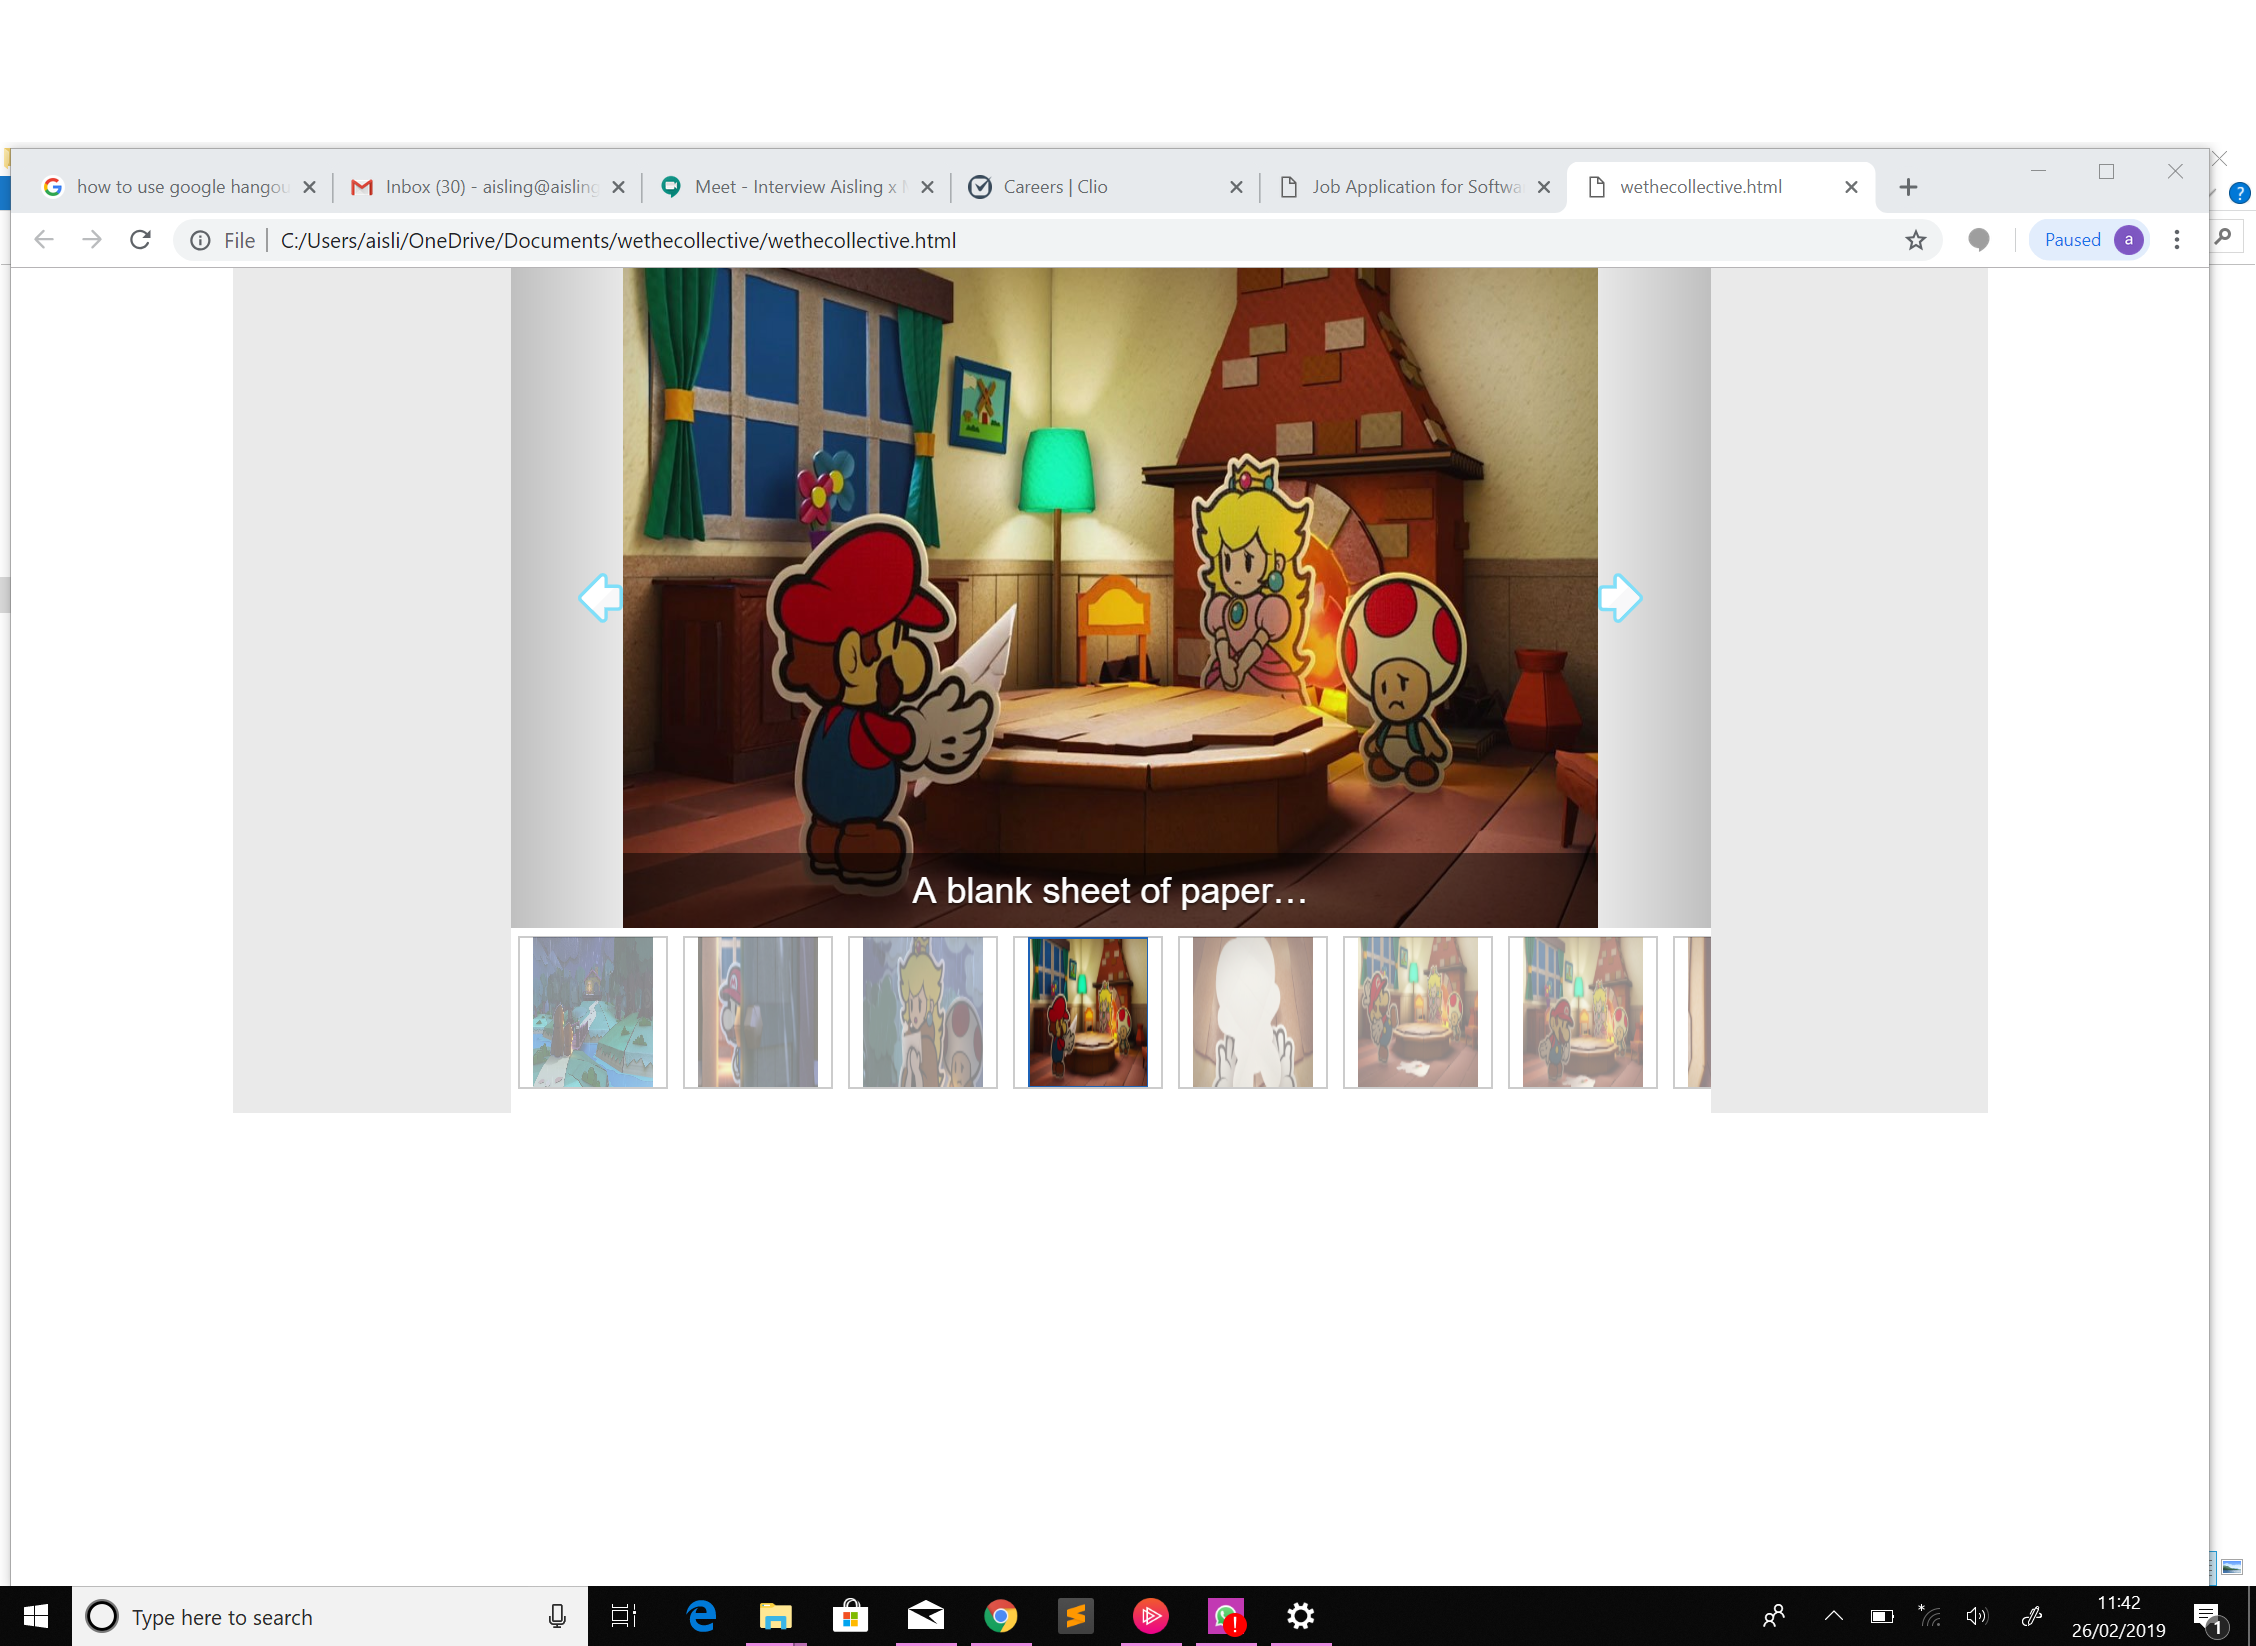 how to use google hangou
Inbox (30) - aisling@aisling
Meet - Interview Aisling x
Careers | Clio
Job Application for Softwa
wethecollective.html
File | C:/Users/aisli/OneDrive/Documents/wethecollective/wethecollective.html
Paused a
?
A blank sheet of paper...
Type here to search
11:42
26/02/2019
1